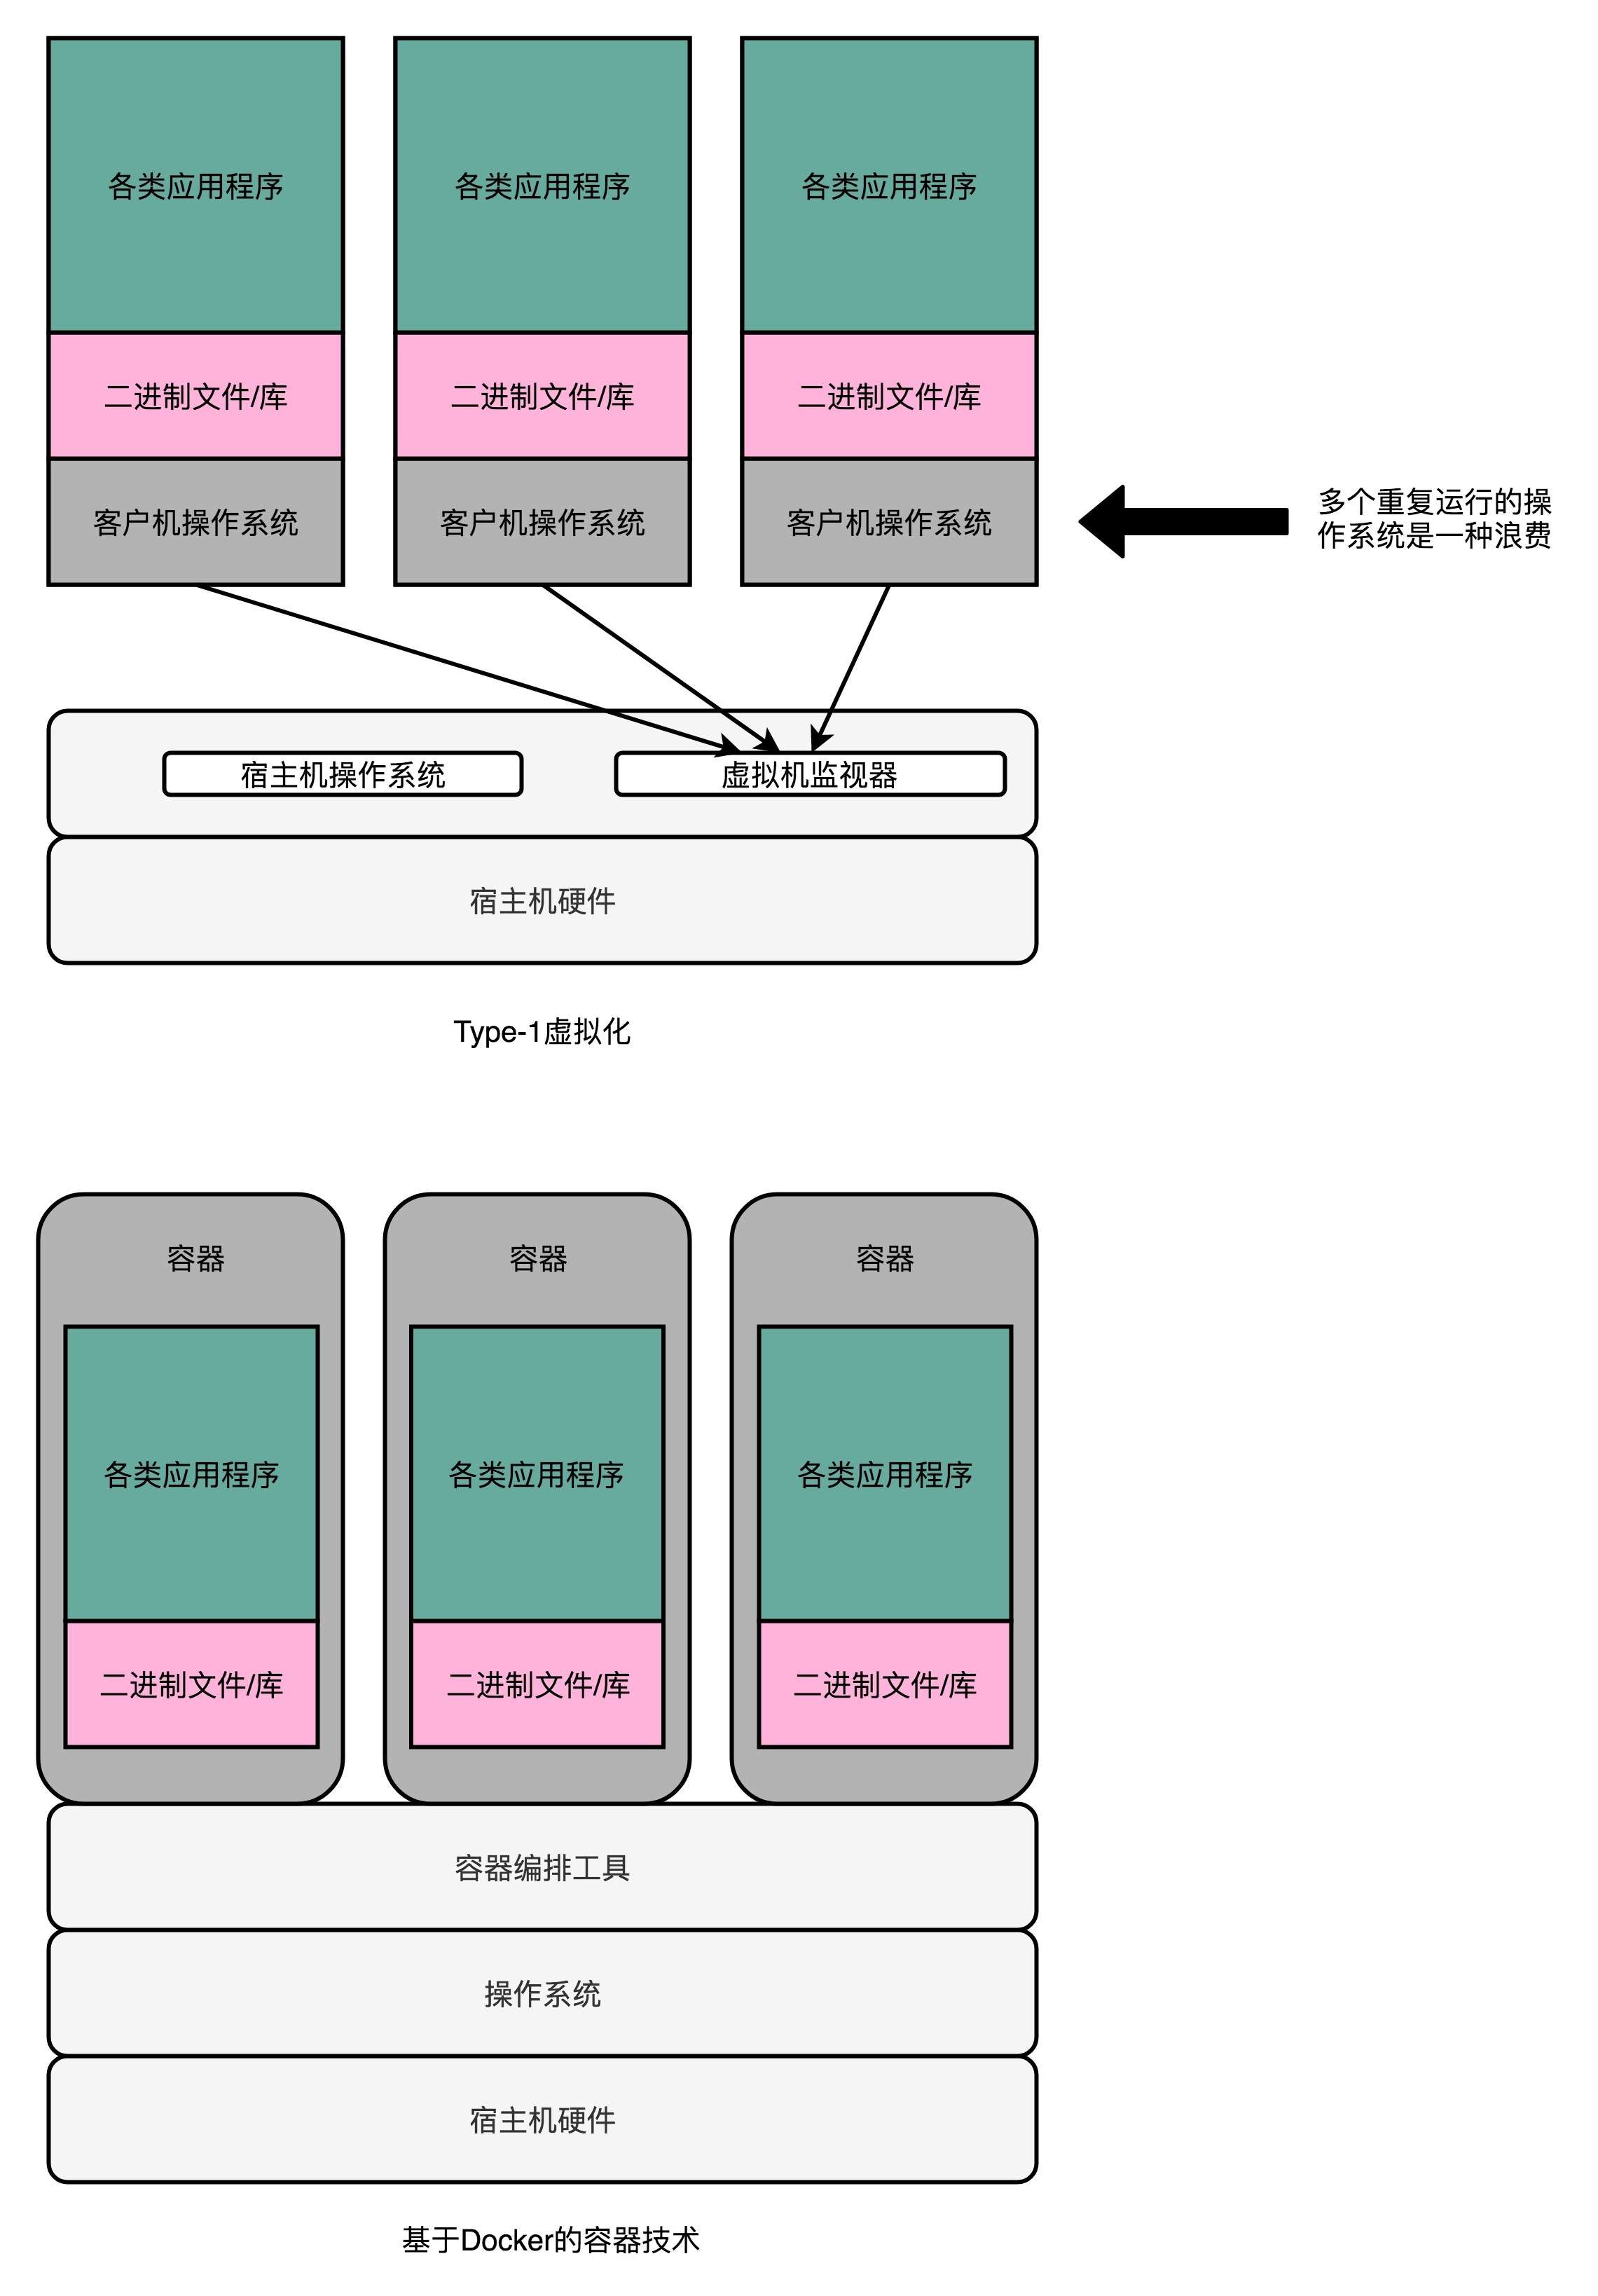 各类应用程序
各类应用程序
各类应用程序
二进制文件/库
二进制文件/库
二进制文件/库
客户机操作系统
客户机操作系统
客户机操作系统
多个重复运行的操
作系统是一种浪费
宿主机操作系统
虚拟机监视器
宿主机硬件
Type-1虚拟化
容器
容器
容器
各类应用程序
各类应用程序
各类应用程序
二进制文件/库
二进制文件/库
二进制文件/库
容器编排工具
操作系统
宿主机硬件
基于Docker的容器技术